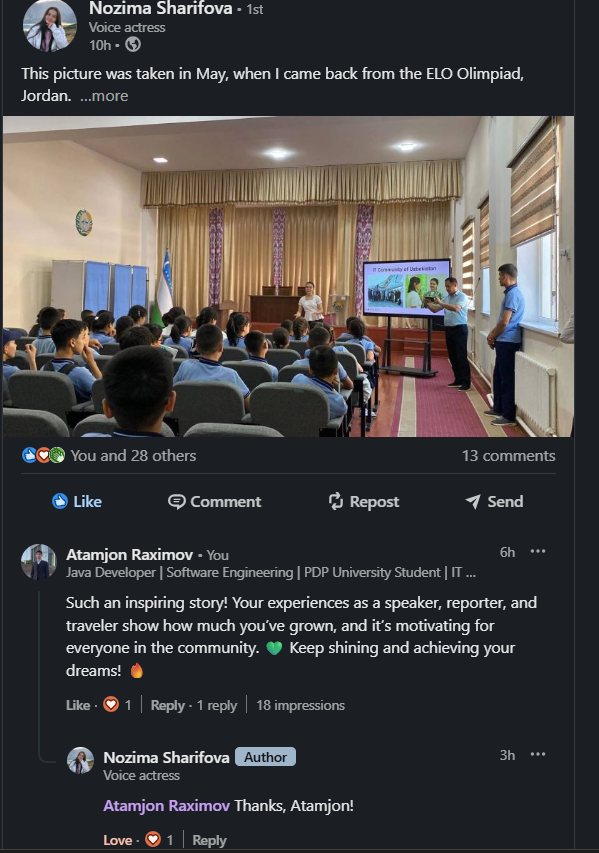 Nozima Sharifova • 1st
Voice actress
10h •
This picture was taken in May, when I came back from the ELO Olimpiad,
Jordan. ...more
IT Community of Uzbekistan
You and 28 others
13 comments
Like
Comment
Repost
Send
Atamjon Raximov • You
6h
Java Developer | Software Engineering | PDP University Student | IT ...
Such an inspiring story! Your experiences as a speaker, reporter, and
traveler show how much you've grown, and it's motivating for
everyone in the community. 💚 Keep shining and achieving your
dreams! 🔥
Like · 1 | Reply · 1 reply | 18 impressions
Nozima Sharifova Author
3h
Voice actress
Atamjon Raximov Thanks, Atamjon!
Love · 1 | Reply